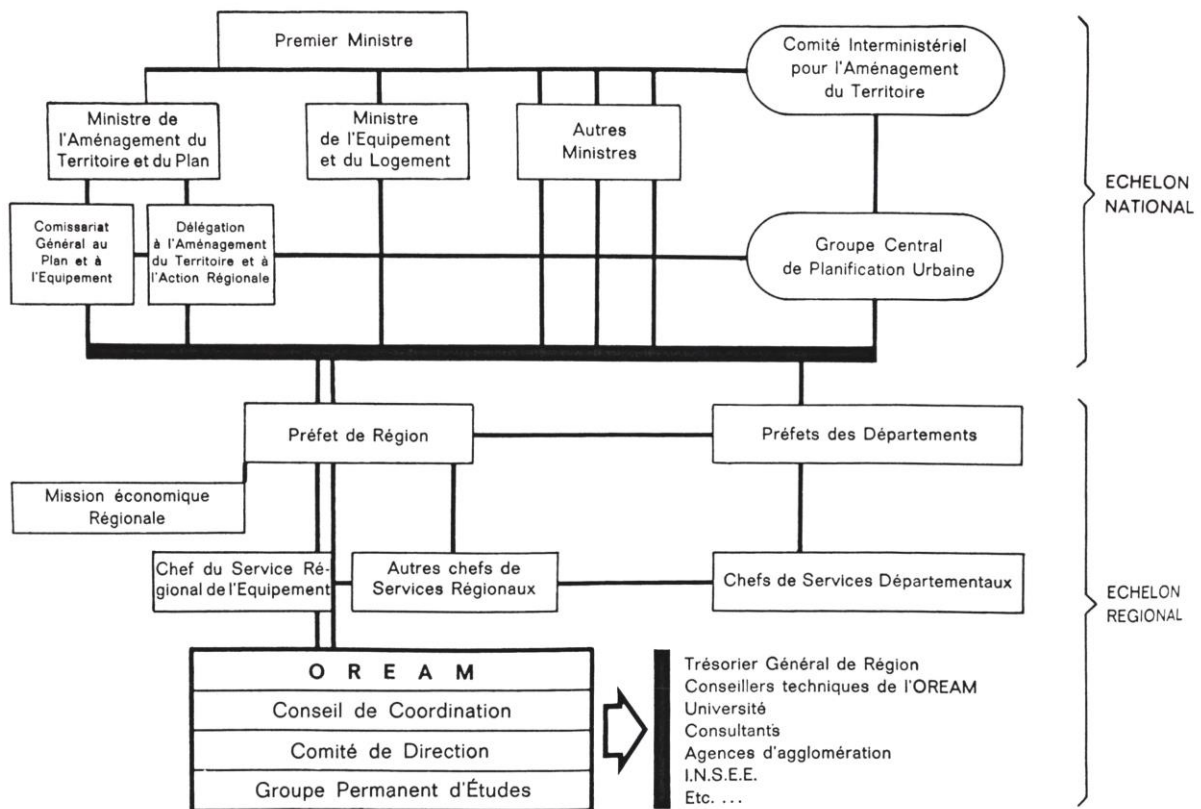 Premier Ministre
Comité Interministériel
pour l'Aménagement
du Territoire
Ministre de
l'Aménagement du
Territoire et du Plan
Ministre
de l'Equipement
et du Logement
Autres
Ministres
ECHELON
NATIONAL
Comissariat
Général au
Plan et à
l'Equipement
Délégation
à l'Aménagement
du Territoire et à
l'Action Régionale
Groupe Central
de Planification Urbaine
Préfet de Région
Préfets des Départements
Mission économique
Régionale
Chef du Service Ré-
gional de l'Equipement
Autres chefs de
Services Régionaux
Chefs de Services Départementaux
ECHELON
REGIONAL
O R E A M
Conseil de Coordination
Comité de Direction
Groupe Permanent d'Études
Trésorier Général de Région
Conseillers techniques de l'OREAM
Université
Consultants
Agences d'agglomération
I.N.S.E.E.
Etc. ...